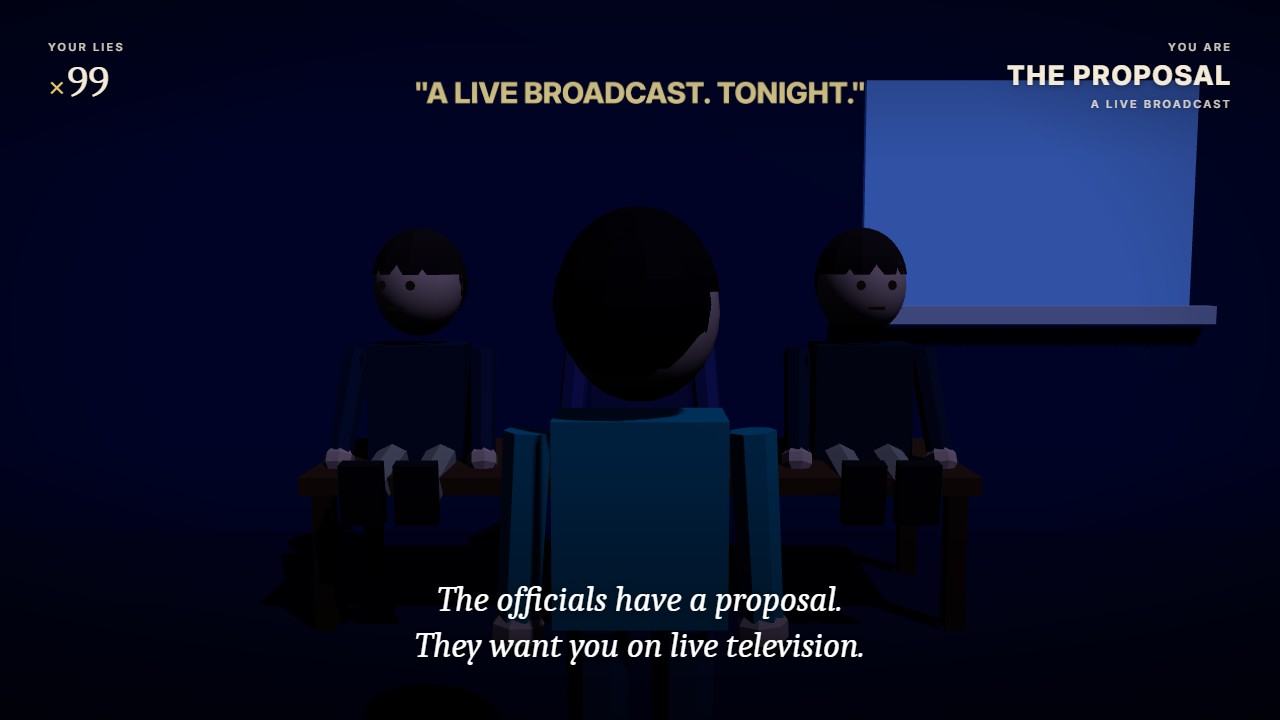 YOUR LIES
×99
"A LIVE BROADCAST. TONIGHT."
YOU ARE
THE PROPOSAL
A LIVE BROADCAST
The officials have a proposal.
They want you on live television.